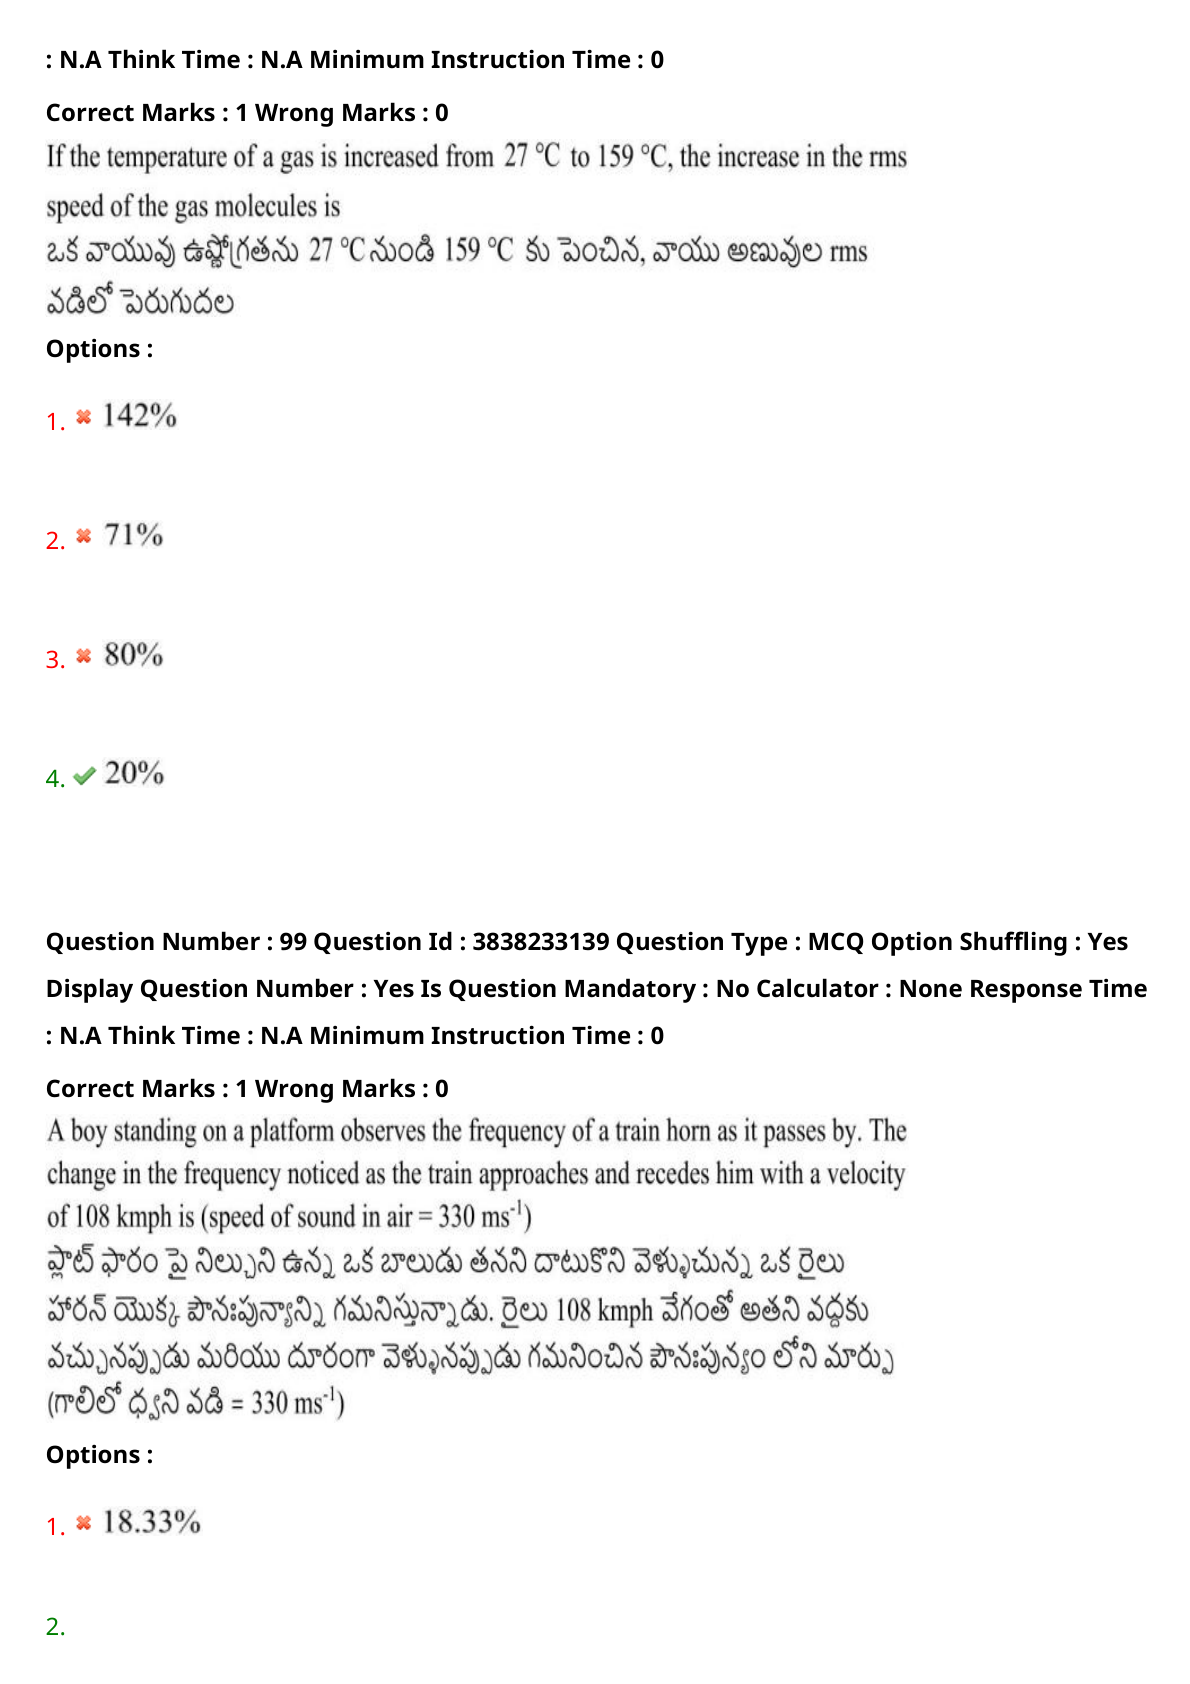 : N.A Think Time : N.A Minimum Instruction Time : 0
Correct Marks : 1 Wrong Marks : 0
If the temperature of a gas is increased from 27 °C to 159 °C, the increase in the rms
speed of the gas molecules is
ఒక వాయువు ఉష్ణోగ్రతను 27 °C నుండి 159 °C కు పెంచిన, వాయు అణువుల rms
వడిలో పెరుగుదల
Options :
1. 142%
2. 71%
3. 80%
4. 20%
Question Number : 99 Question Id : 3838233139 Question Type : MCQ Option Shuffling : Yes
Display Question Number : Yes Is Question Mandatory : No Calculator : None Response Time
: N.A Think Time : N.A Minimum Instruction Time : 0
Correct Marks : 1 Wrong Marks : 0
A boy standing on a platform observes the frequency of a train horn as it passes by. The
change in the frequency noticed as the train approaches and recedes him with a velocity
of 108 kmph is (speed of sound in air = 330 ms⁻¹)
ప్లాట్ ఫారం పై నిల్చుని ఉన్న ఒక బాలుడు తనని దాటుకొని వెళ్ళుచున్న ఒక రైలు
హారన్ యొక్క పౌనఃపున్యాన్ని గమనిస్తున్నాడు. రైలు 108 kmph వేగంతో అతని వద్దకు
వచ్చునప్పుడు మరియు దూరంగా వెళ్ళునప్పుడు గమనించిన పౌనఃపున్యం లోని మార్పు
(గాలిలో ధ్వని వడి = 330 ms⁻¹)
Options :
1. 18.33%
2.